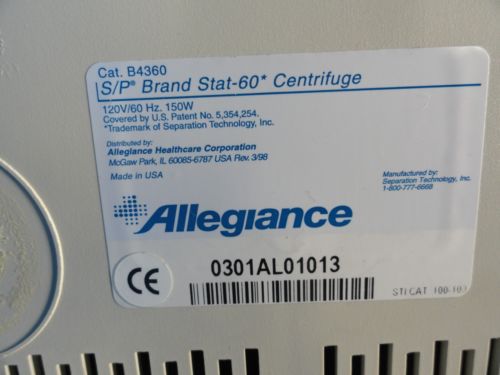 Cat. B4360
S/P® Brand Stat-60* Centrifuge
120V/60 Hz. 150W
Covered by U.S. Patent No. 5,354,254.
*Trademark of Separation Technology, Inc.
Distributed by:
Allegiance Healthcare Corporation
McGaw Park, IL 60085-6787 USA Rev. 3/98
Made in USA
Manufactured by:
Separation Technology, Inc.
1-800-777-6668
Allegiance
CE
0301AL01013
STI CAT 100-103